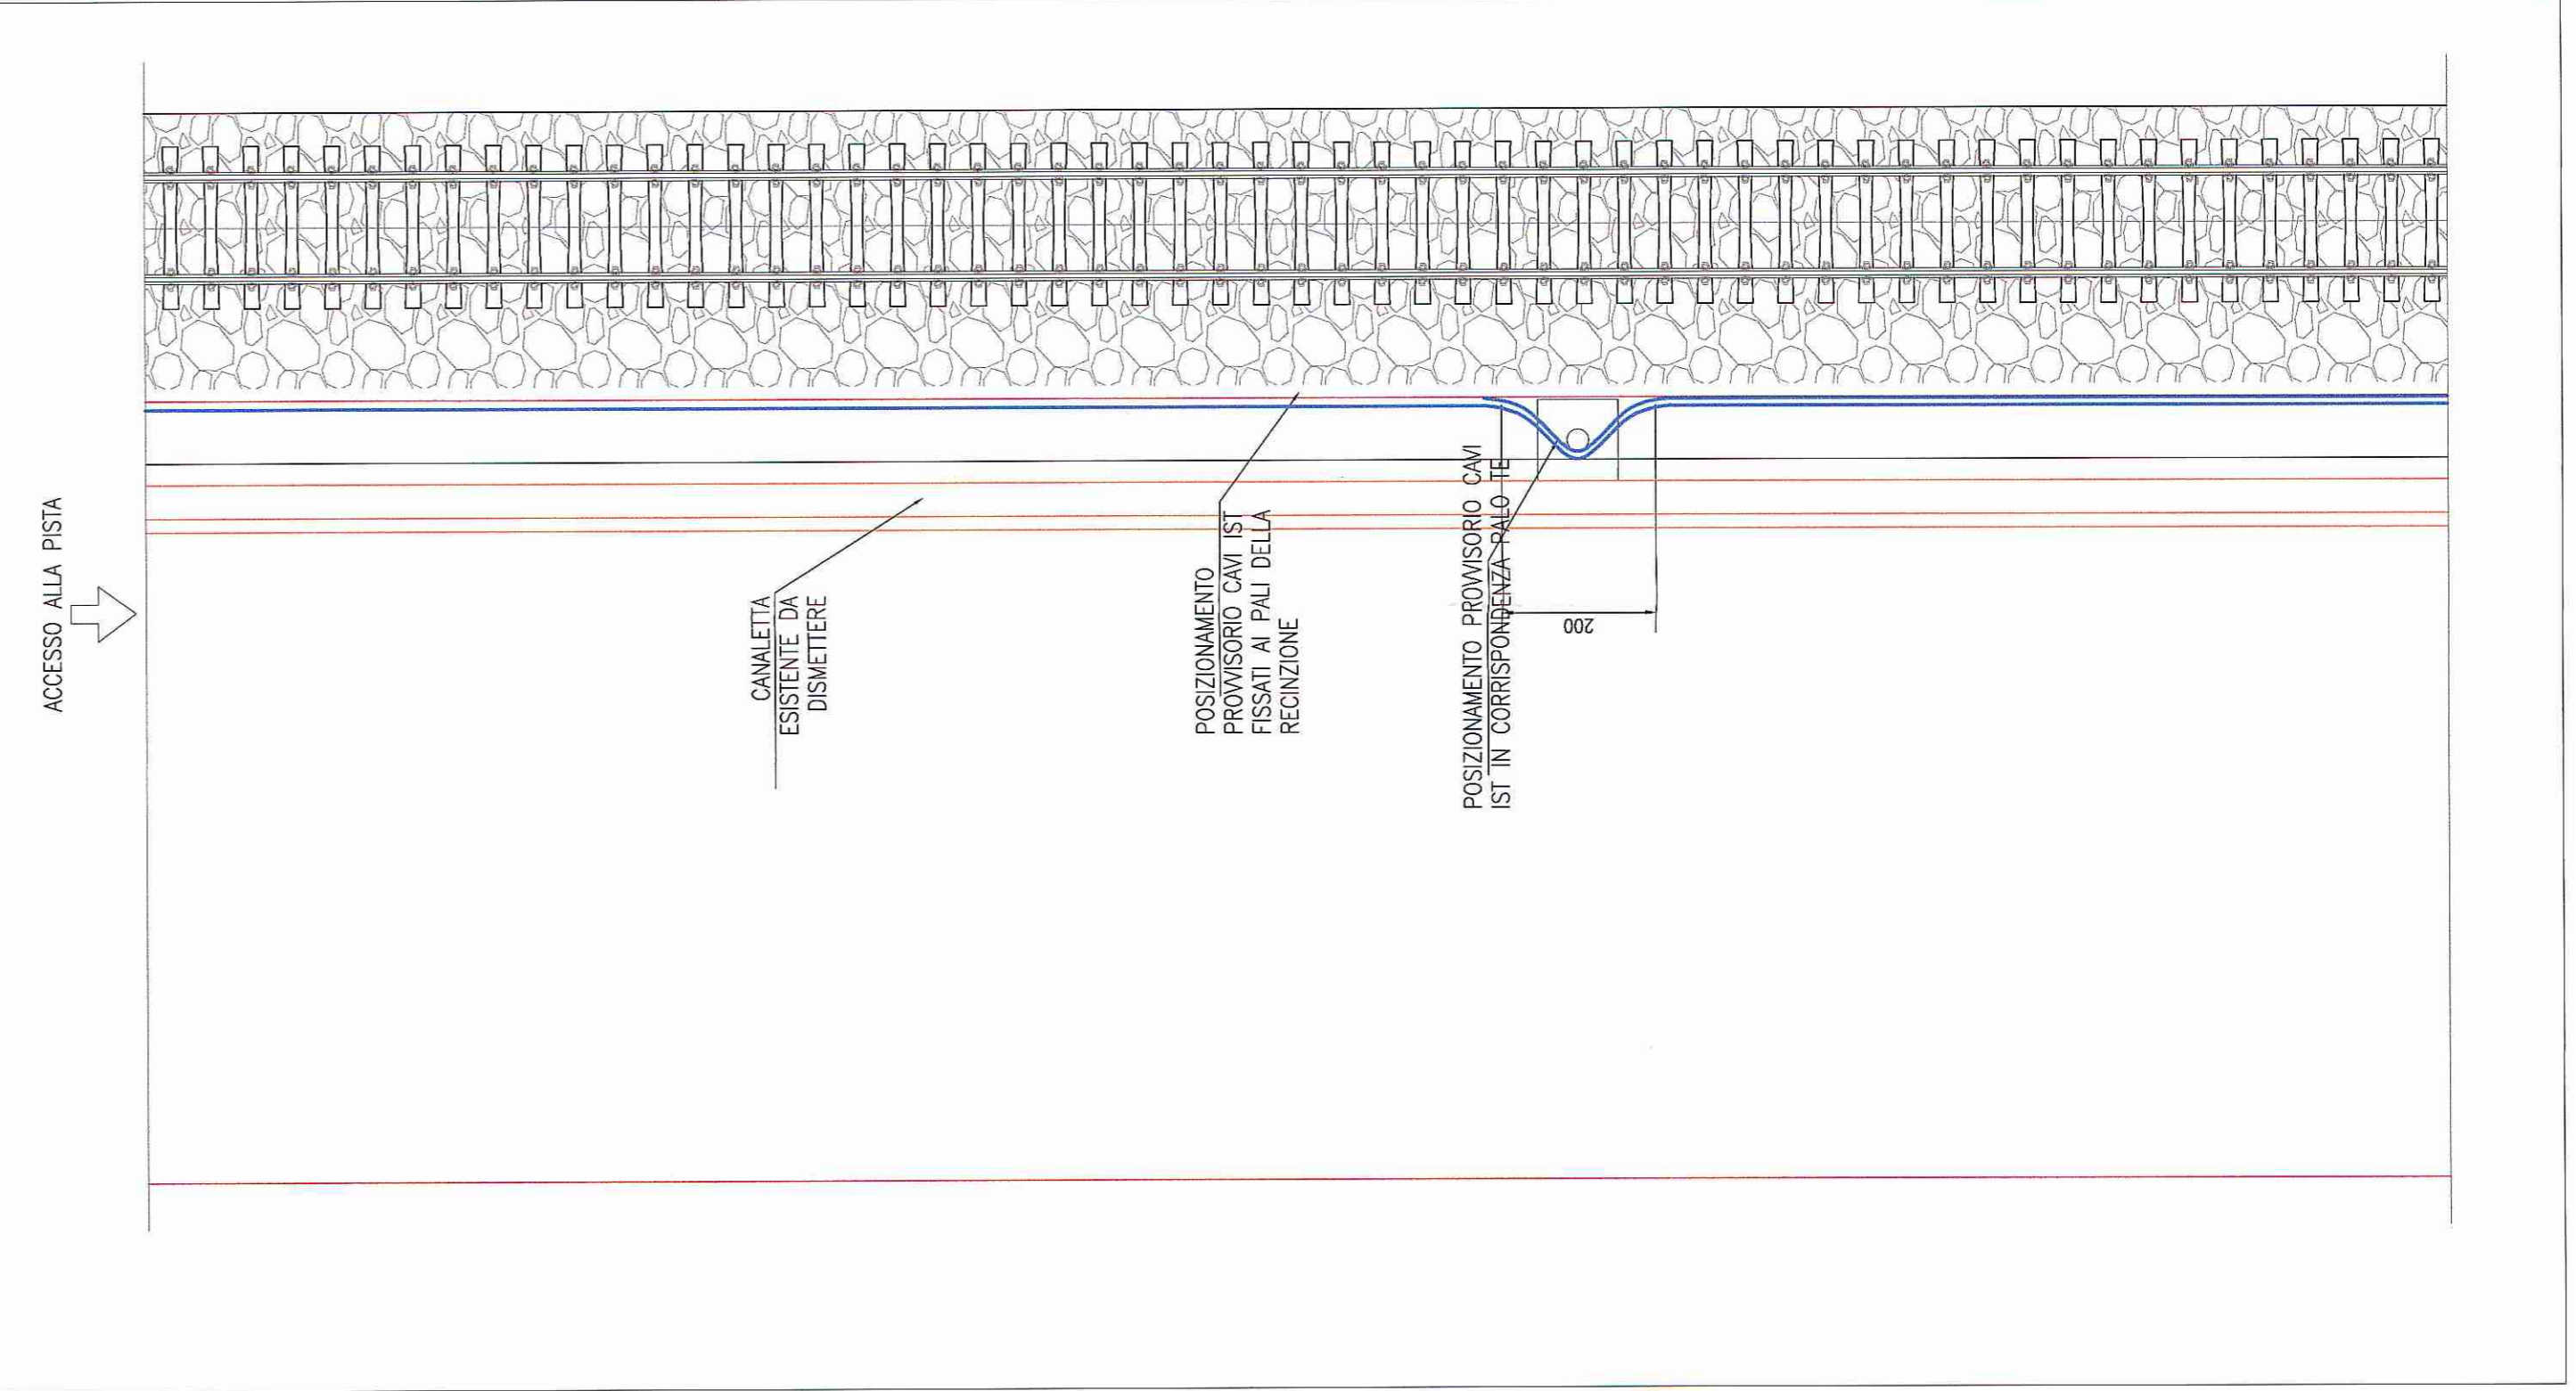 ACCESSO ALLA PISTA
CANALETTA
ESISTENTE DA
DISMETTERE
POSIZIONAMENTO
PROVVISORIO CAVI IST
FISSATI AI PALI DELLA
RECINZIONE
POSIZIONAMENTO PROVVISORIO CAVI
IST IN CORRISPONDENZA PALO TE
200